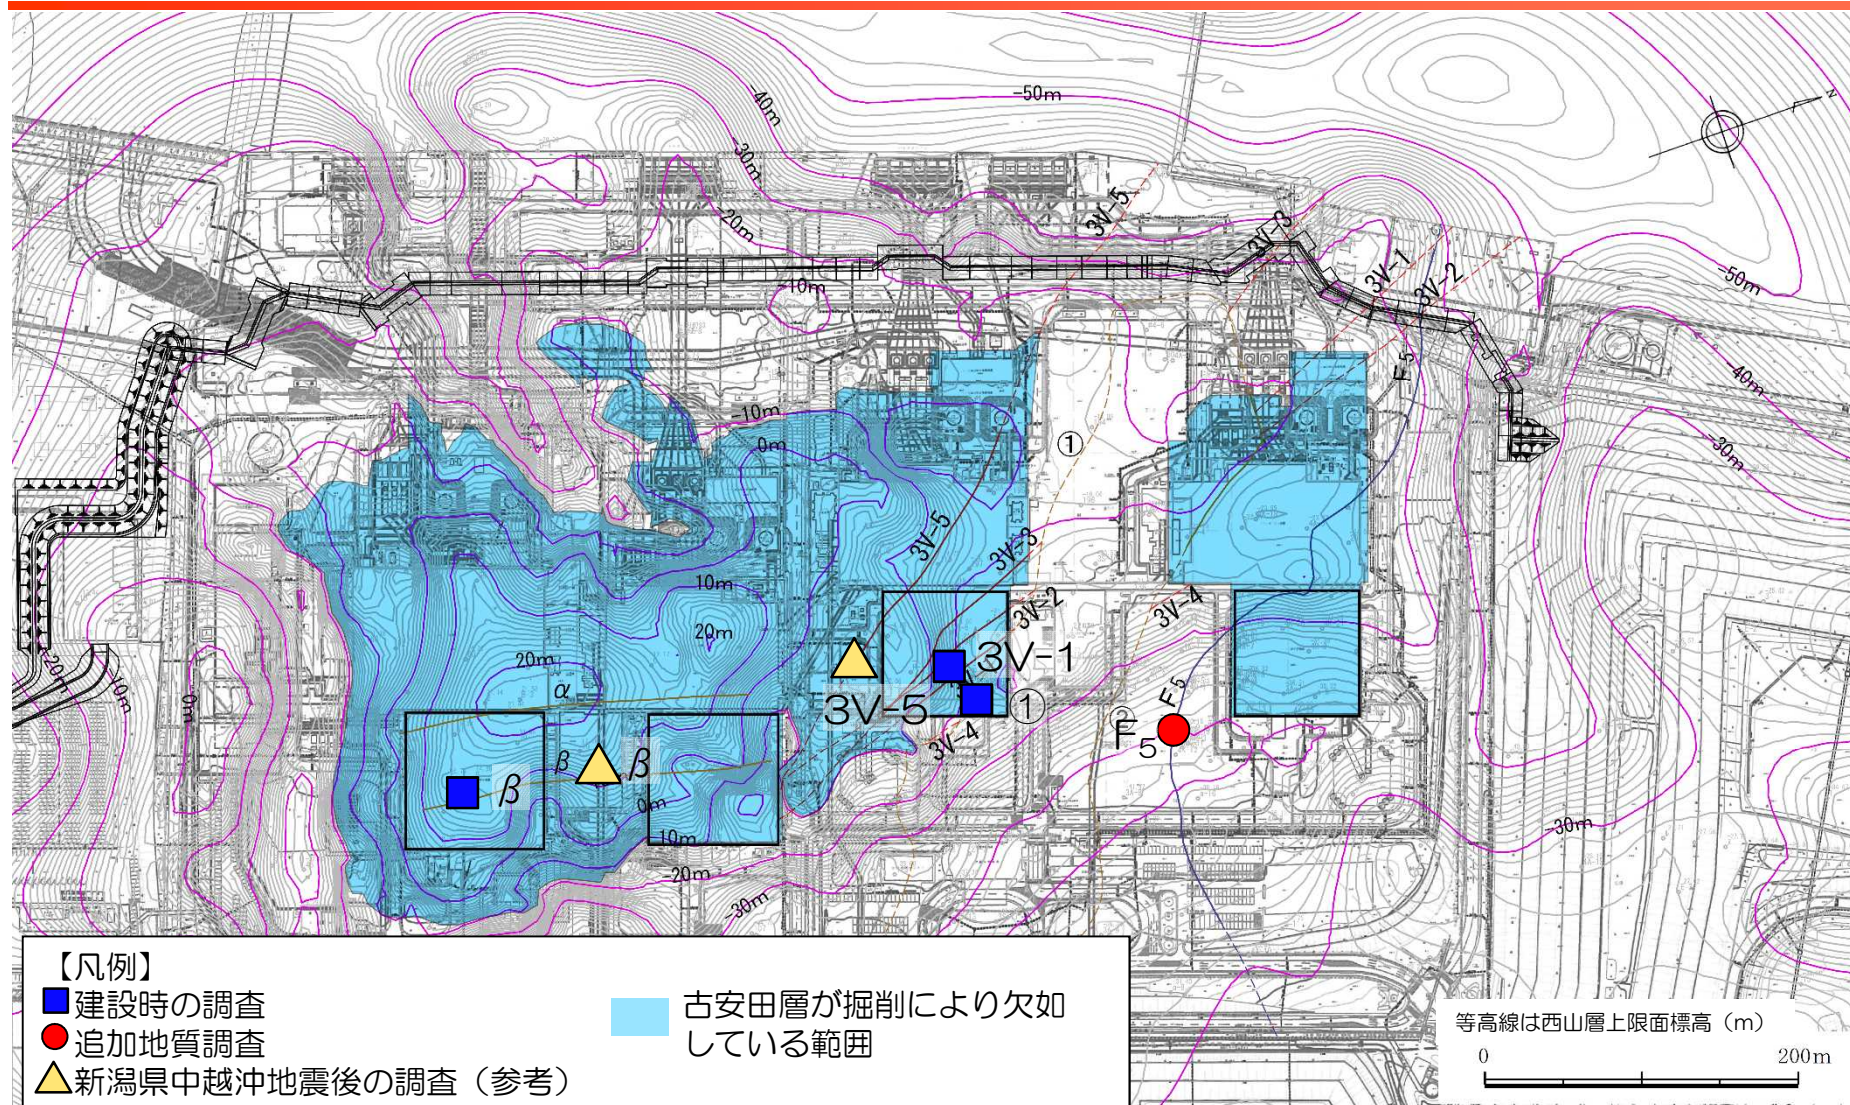 -40m
-50m
N
-30m
-20m
3V-5
3V-3
3V-1
3V-2
-50m
-10m
F5
-40m
-10m
0m
①
-30m
3V-5
3V-3
10m
3V-2
3V-4
20m
20m
α
3V-1
3V-5
①
F5
②
F5
3V-4
-20m
-10m
0m
β
β
β
0m
-10m
-20m
-30m
-30m
【凡例】
建設時の調査
追加地質調査
新潟県中越沖地震後の調査（参考）
古安田層が掘削により欠如
している範囲
等高線は西山層上限面標高（m）
0
200m